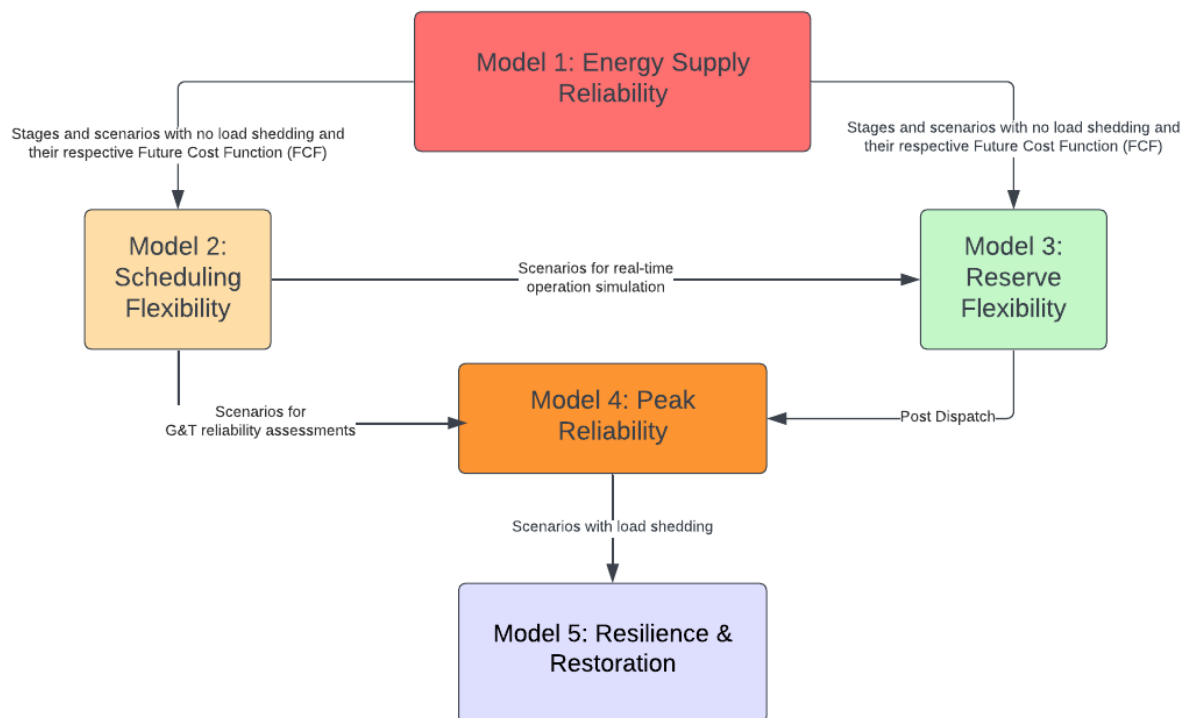 Model 1: Energy Supply
Reliability
Stages and scenarios with no load shedding and
their respective Future Cost Function (FCF)
Stages and scenarios with no load shedding and
their respective Future Cost Function (FCF)
Model 2:
Scheduling
Flexibility
Scenarios for real-time
operation simulation
Model 3:
Reserve
Flexibility
Scenarios for
G&T reliability assessments
Model 4: Peak
Reliability
Post Dispatch
Scenarios with load shedding
Model 5: Resilience &
Restoration